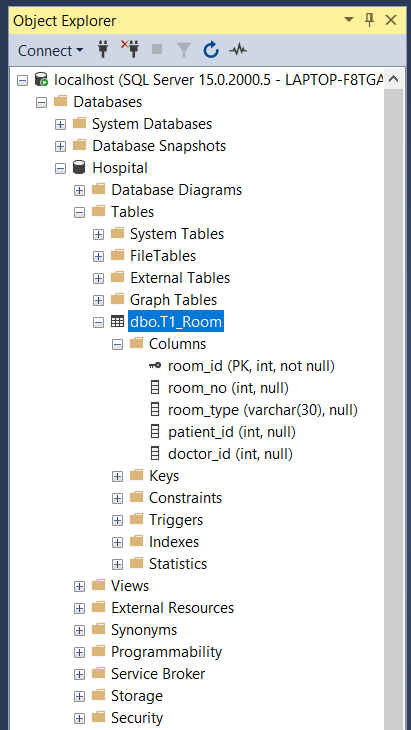 Object Explorer
Connect
localhost (SQL Server 15.0.2000.5 - LAPTOP-F8TGA
Databases
System Databases
Database Snapshots
Hospital
Database Diagrams
Tables
System Tables
FileTables
External Tables
Graph Tables
dbo.T1_Room
Columns
room_id (PK, int, not null)
room_no (int, null)
room_type (varchar(30), null)
patient_id (int, null)
doctor_id (int, null)
Keys
Constraints
Triggers
Indexes
Statistics
Views
External Resources
Synonyms
Programmability
Service Broker
Storage
Security